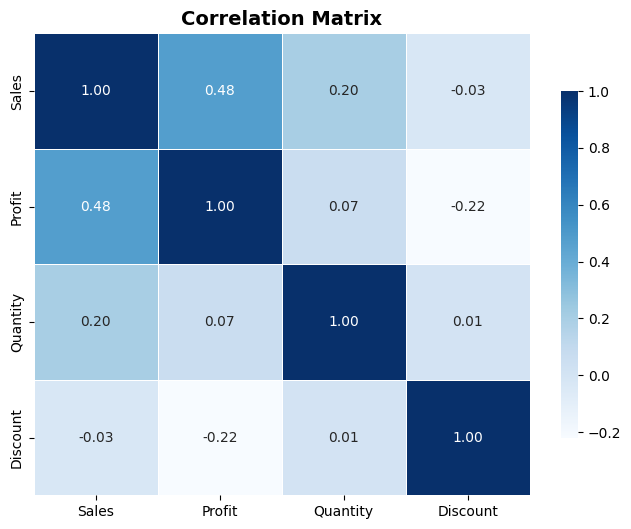 Correlation Matrix
Sales 1.00 0.48 0.20 -0.03
Profit 0.48 1.00 0.07 -0.22
Quantity 0.20 0.07 1.00 0.01
Discount -0.03 -0.22 0.01 1.00
Sales Profit Quantity Discount
1.0
0.8
0.6
0.4
0.2
0.0
−0.2